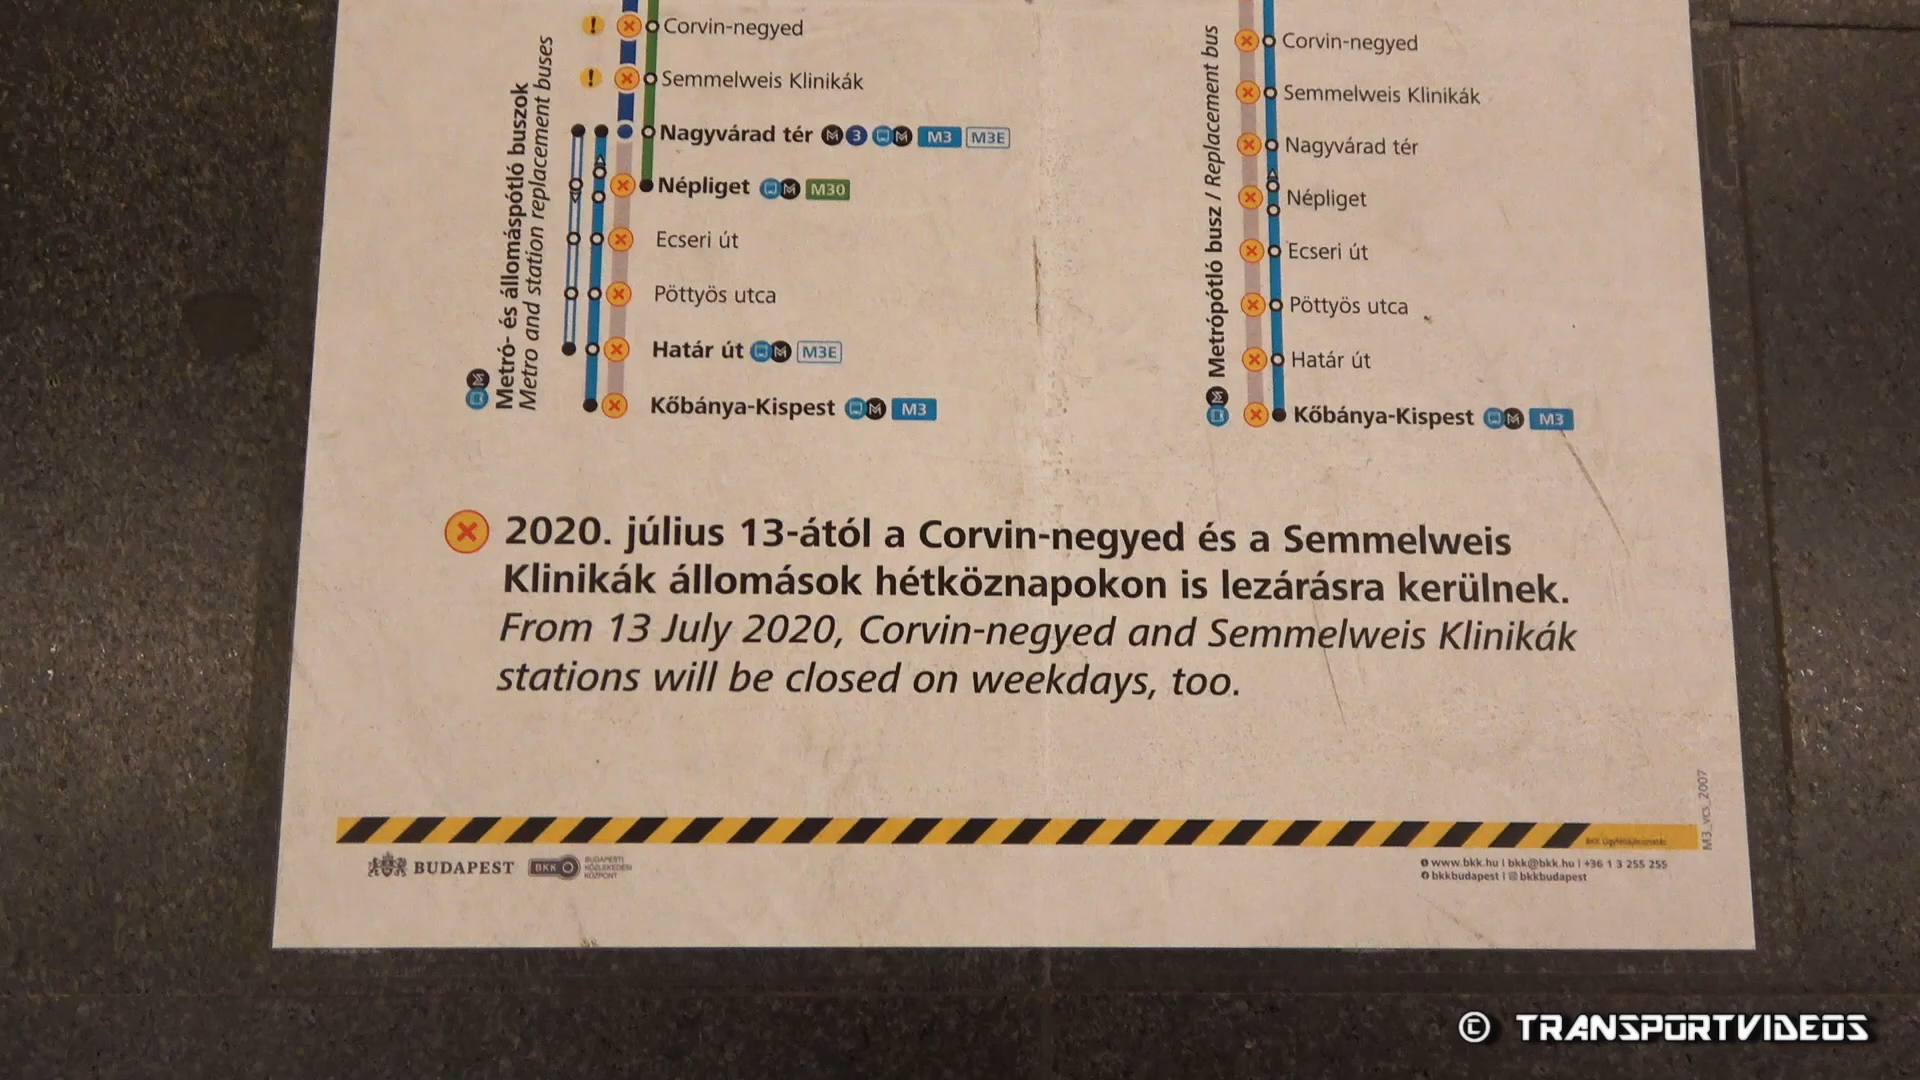 Metró- és állomáspótló buszok
Metro and station replacement buses
! Corvin-negyed
! Semmelweis Klinikák
Nagyvárad tér M 3 M M3 M3E
Népliget M M30
Ecseri út
Pöttyös utca
Határ út M M3E
Kőbánya-Kispest M M3
Metrópótló busz / Replacement bus
Corvin-negyed
Semmelweis Klinikák
Nagyvárad tér
Népliget
Ecseri út
Pöttyös utca
Határ út
Kőbánya-Kispest M M3
2020. július 13-ától a Corvin-negyed és a Semmelweis
Klinikák állomások hétköznapokon is lezárásra kerülnek.
From 13 July 2020, Corvin-negyed and Semmelweis Klinikák
stations will be closed on weekdays, too.
M3_vcs_2007
BUDAPEST BKK BUDAPESTI
KÖZLEKEDÉSI
KÖZPONT
www.bkk.hu | bkk@bkk.hu | +36 1 3 255 255
bkkbudapest | bkkbudapest
© TRANSPORTVIDEOS